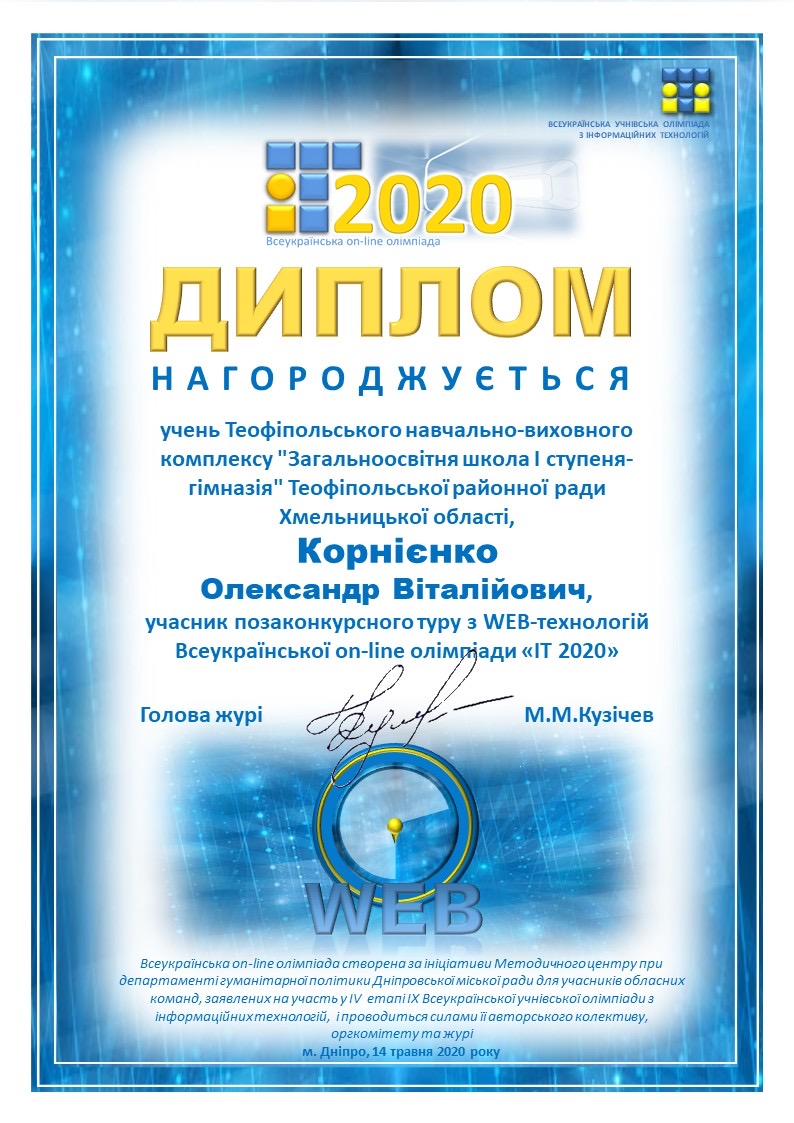 ВСЕУКРАЇНСЬКА УЧНІВСЬКА ОЛІМПІАДА
З ІНФОРМАЦІЙНИХ ТЕХНОЛОГІЙ
2020
Всеукраїнська on-line олімпіада
ДИПЛОМ
НАГОРОДЖУЄТЬСЯ
учень Теофіпольського навчально-виховного
комплексу "Загальноосвітня школа І ступеня-
гімназія" Теофіпольської районної ради
Хмельницької області,
Корнієнко
Олександр Віталійович,
учасник позаконкурсного туру з WEB-технологій
Всеукраїнської on-line олімпіади «ІТ 2020»
Голова журі М.М.Кузічев
WEB
Всеукраїнська on-line олімпіада створена за ініціативи Методичного центру при
департаменті гуманітарної політики Дніпровської міської ради для учасників обласних
команд, заявлених на участь у IV етапі IX Всеукраїнської учнівської олімпіади з
інформаційних технологій, і проводиться силами її авторського колективу,
оргкомітету та журі
м. Дніпро, 14 травня 2020 року